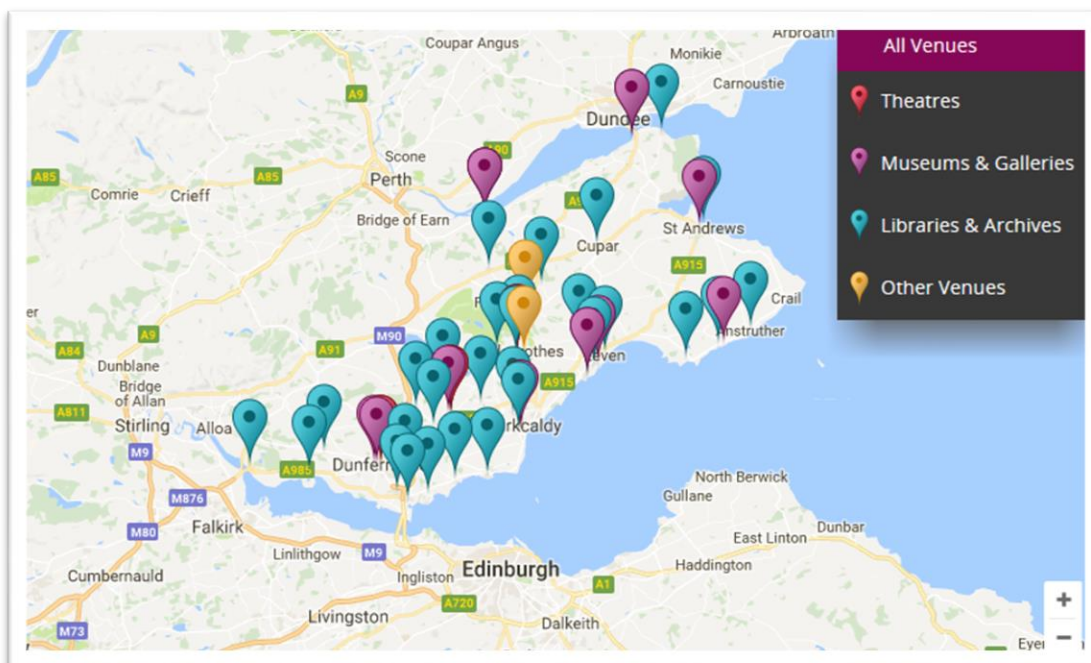 Coupar Angus
Arbroath
Monikie
Carnoustie
All Venues
Theatres
Museums & Galleries
Libraries & Archives
Other Venues
A9
Dundee
Scone
A90
Perth
A85
A85
Comrie
Crieff
Bridge of Earn
St Andrews
Cupar
A915
Crail
Anstruther
M90
A9
A91
A84
Dunblane
Bridge
of Allan
A915
A811
Stirling
Alloa
M9
A985
North Berwick
Gullane
M876
Falkirk
M80
Dunbar
East Linton
Linlithgow
M9
Haddington
Edinburgh
Cumbernauld
Ingliston
A1
A720
Livingston
Dalkeith
M73
+
−